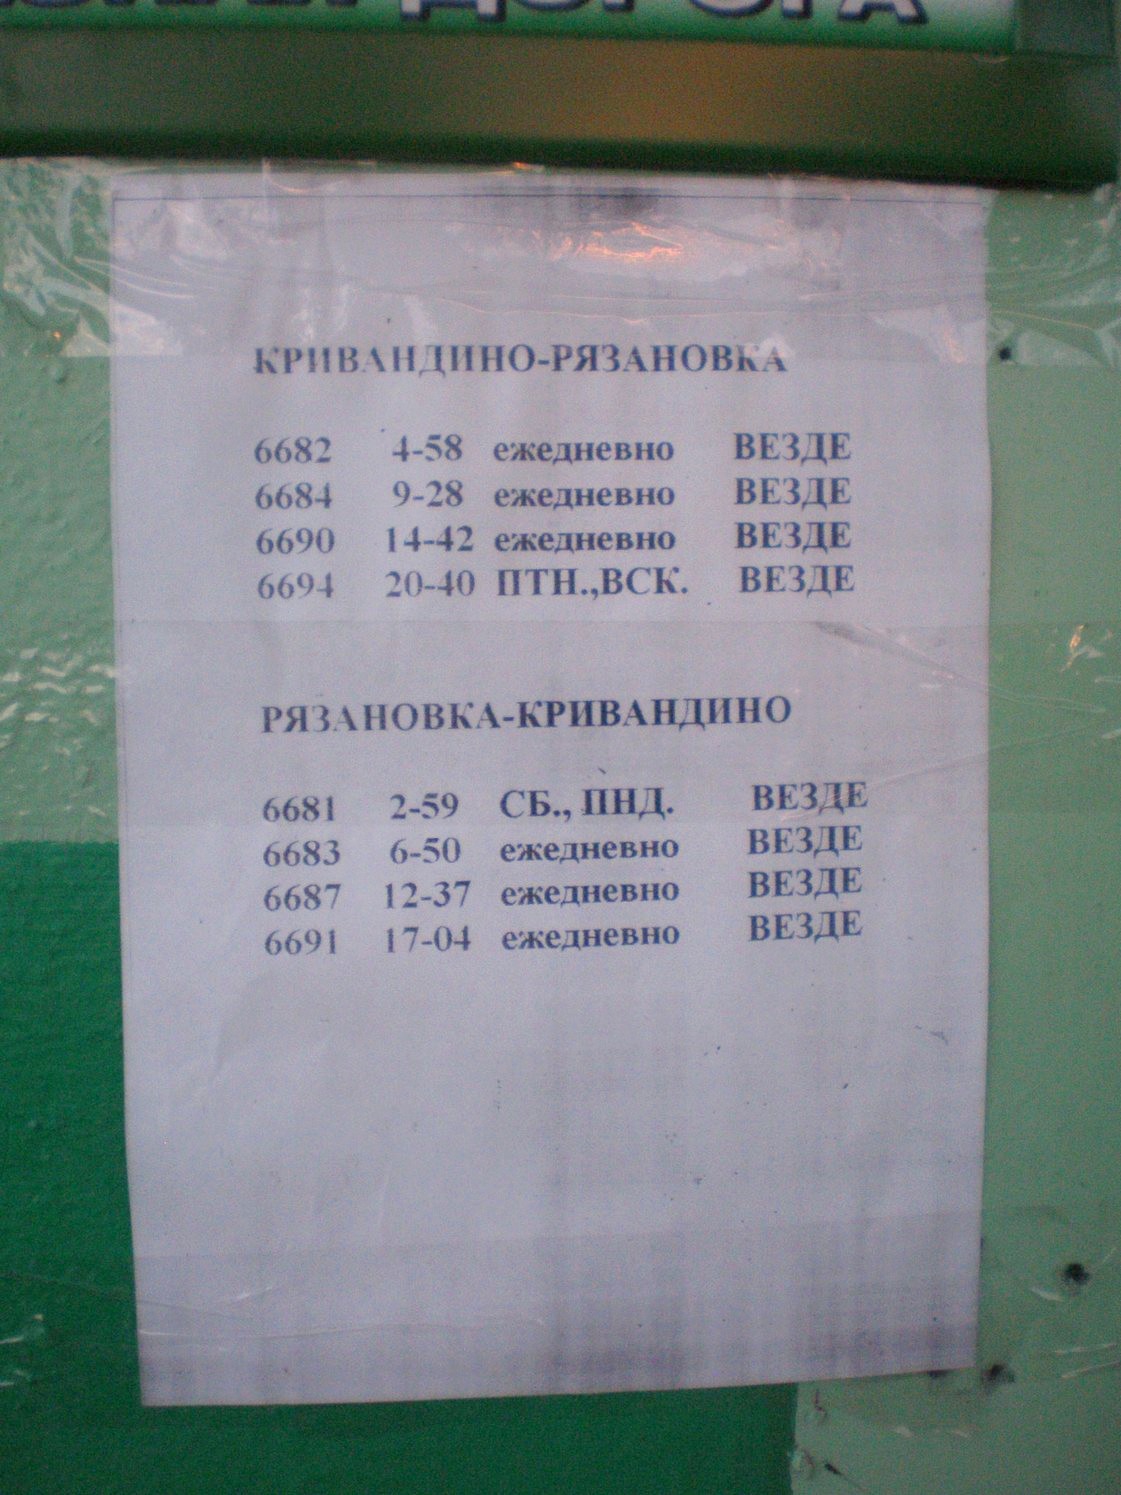 ДОРОГА
КРИВАНДИНО-РЯЗАНОВКА
6682 4-58 ежедневно ВЕЗДЕ
6684 9-28 ежедневно ВЕЗДЕ
6690 14-42 ежедневно ВЕЗДЕ
6694 20-40 ПТН.,ВСК. ВЕЗДЕ
РЯЗАНОВКА-КРИВАНДИНО
6681 2-59 СБ., ПНД. ВЕЗДЕ
6683 6-50 ежедневно ВЕЗДЕ
6687 12-37 ежедневно ВЕЗДЕ
6691 17-04 ежедневно ВЕЗДЕ